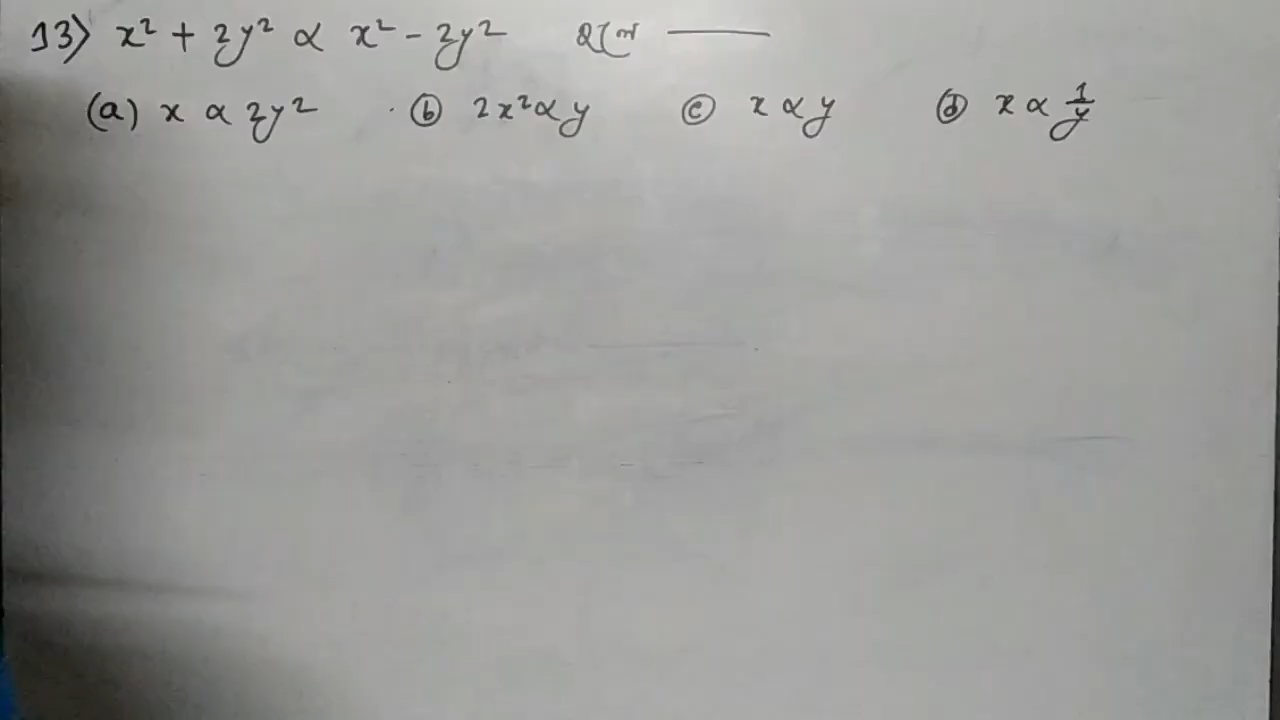 13) x² + 2y² ∝ x² - 2y² হলে ———
(a) x ∝ 2y² (b) 2x² ∝ y (c) x ∝ y (d) x ∝ 1/y